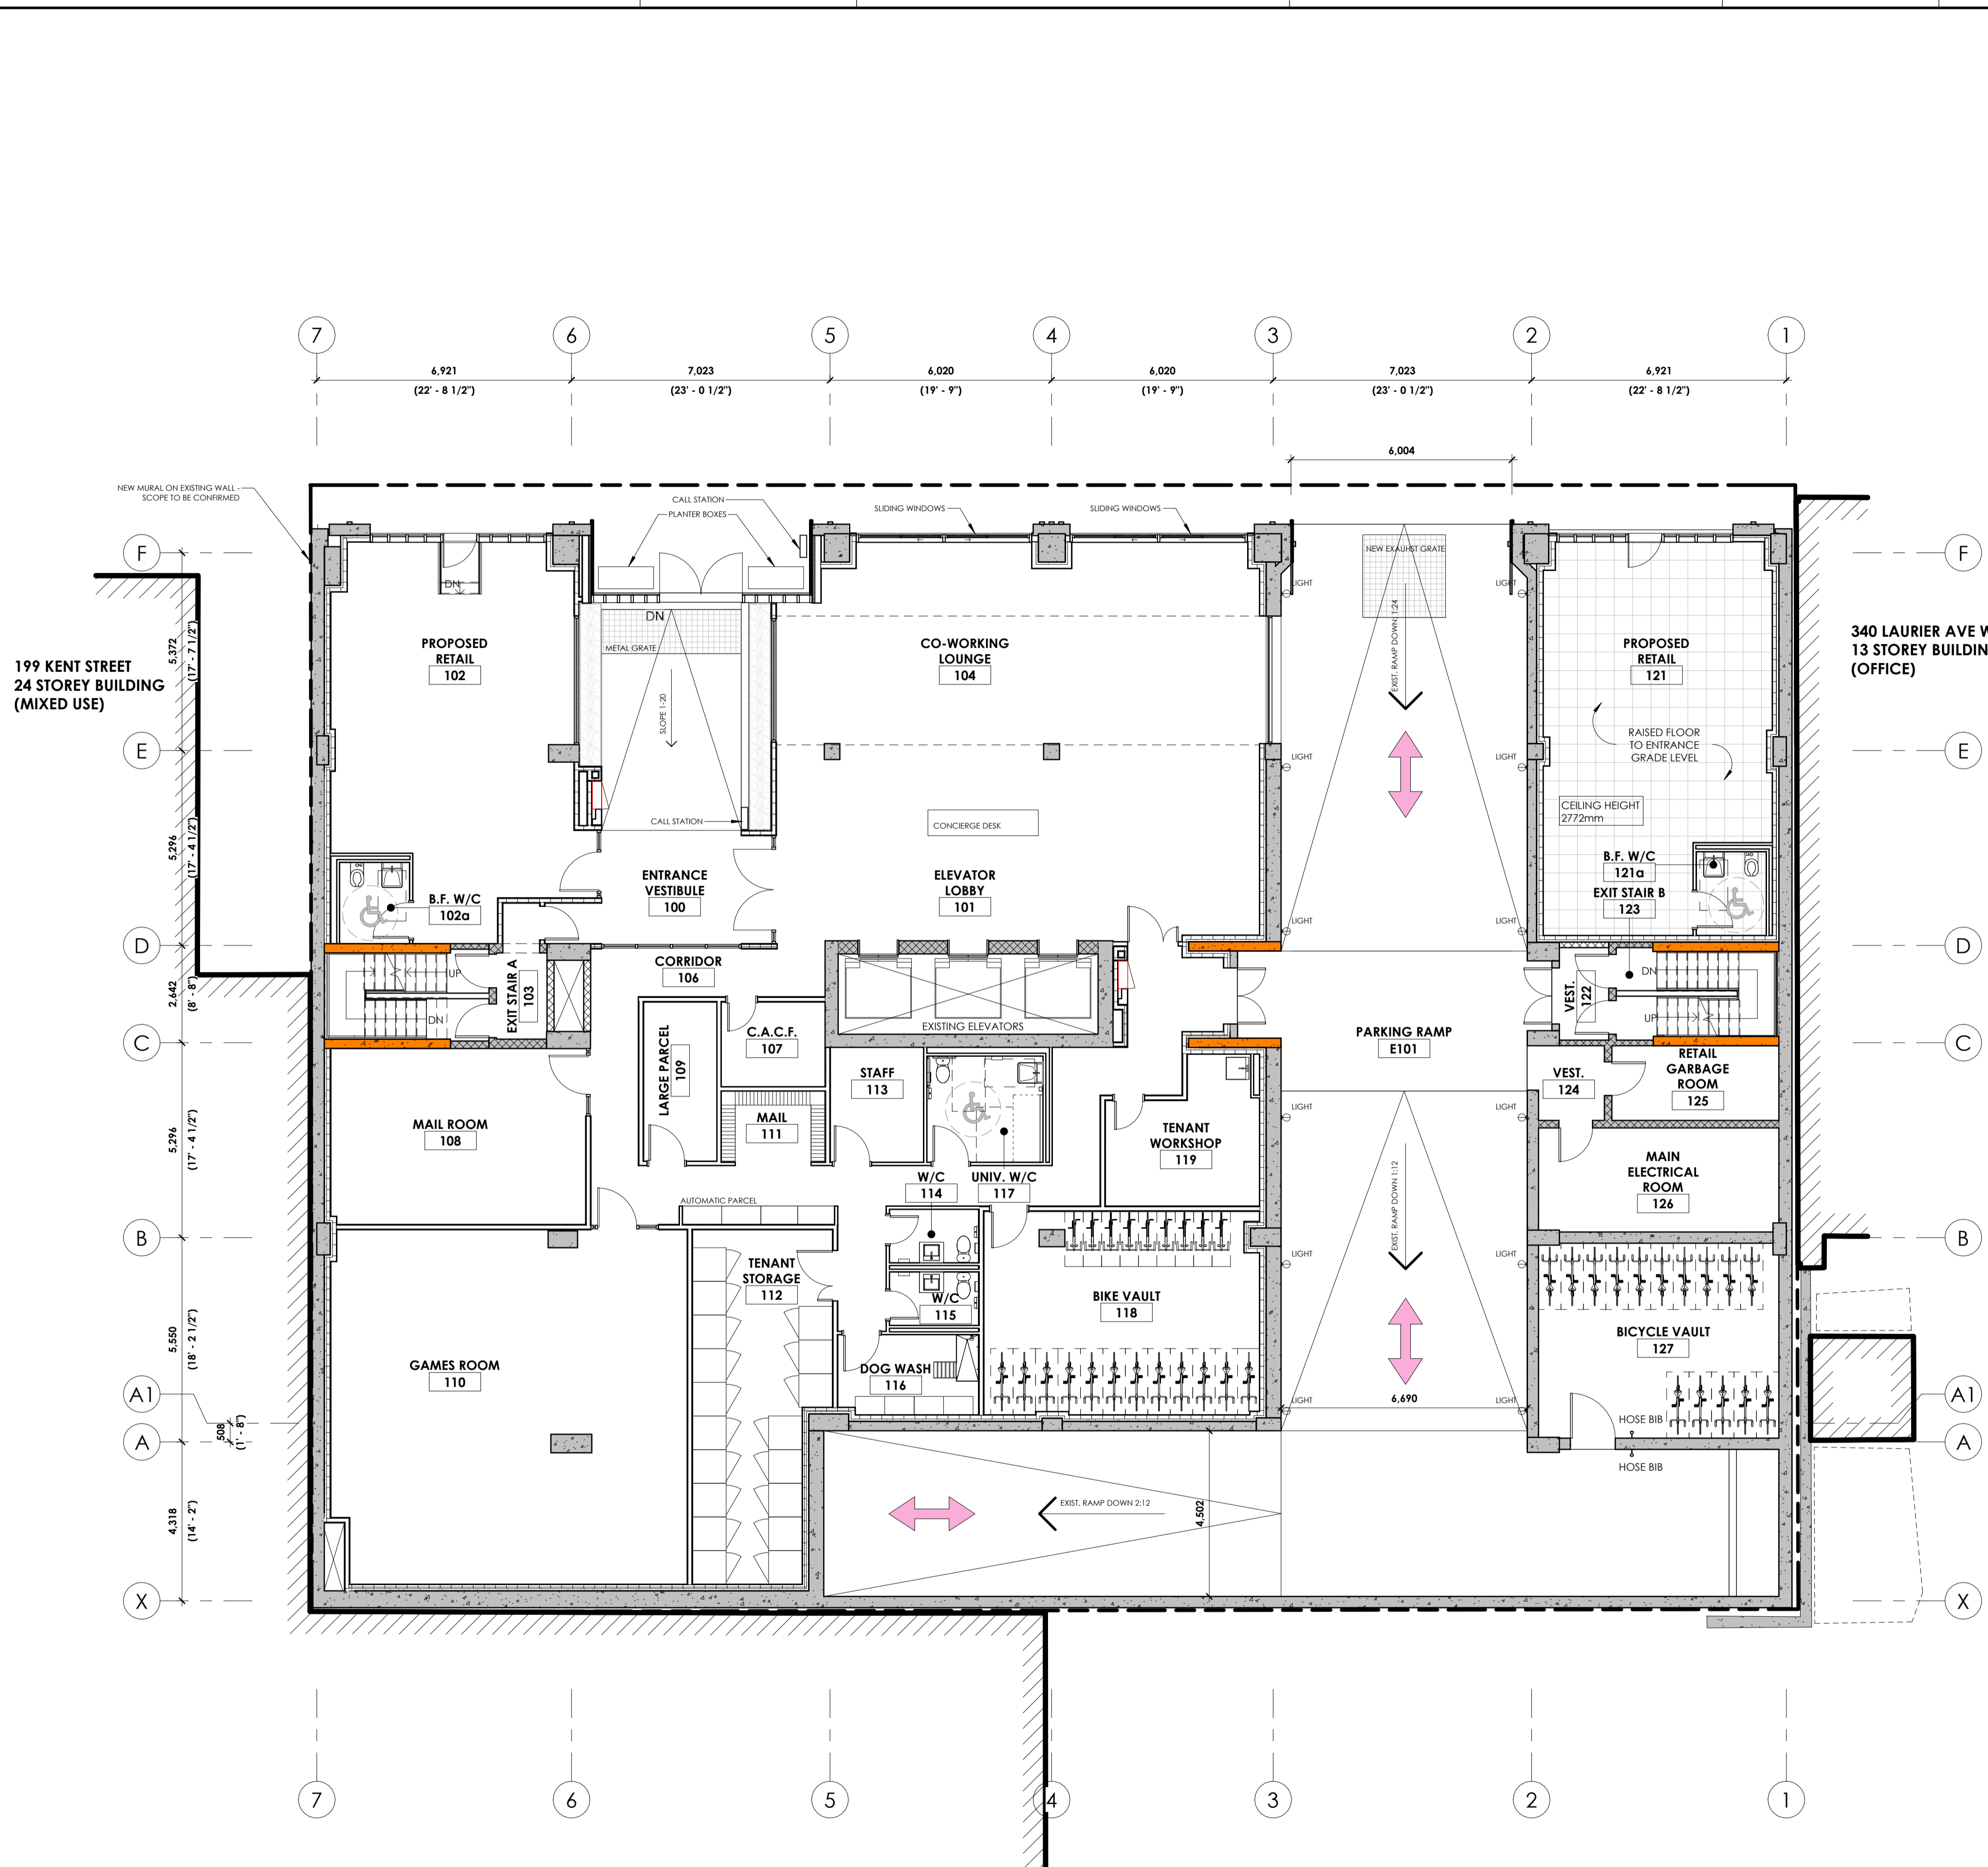 7
6
5
4
3
2
1
6,921
7,023
6,020
6,020
7,023
6,921
(22' - 8 1/2")
(23' - 0 1/2")
(19' - 9")
(19' - 9")
(23' - 0 1/2")
(22' - 8 1/2")
6,004
NEW MURAL ON EXISTING WALL -
SCOPE TO BE CONFIRMED
CALL STATION
PLANTER BOXES
SLIDING WINDOWS
SLIDING WINDOWS
F
F
NEW EXAUHST GRATE
LIGHT
LIGHT
DN
DN
METAL GRATE
SLOPE 1-20
EXIST. RAMP DOWN: 1:24
199 KENT STREET
24 STOREY BUILDING
(MIXED USE)
5,372
(17' - 7 1/2")
PROPOSED
RETAIL
102
CO-WORKING
LOUNGE
104
PROPOSED
RETAIL
121
340 LAURIER AVE W
13 STOREY BUILDIN
(OFFICE)
RAISED FLOOR
TO ENTRANCE
GRADE LEVEL
E
E
LIGHT
LIGHT
CEILING HEIGHT
2772mm
CALL STATION
CONCIERGE DESK
5,296
(17' - 4 1/2")
B.F. W/C
102a
ENTRANCE
VESTIBULE
100
ELEVATOR
LOBBY
101
B.F. W/C
121a
EXIT STAIR B
123
LIGHT
LIGHT
D
D
2,642
(8' - 8")
UP
DN
EXIT STAIR A
103
CORRIDOR
106
EXISTING ELEVATORS
VEST.
122
DN
UP
C
C
LARGE PARCEL
109
C.A.C.F.
107
PARKING RAMP
E101
STAFF
113
VEST.
124
RETAIL
GARBAGE
ROOM
125
MAIL ROOM
108
MAIL
111
TENANT
WORKSHOP
119
LIGHT
LIGHT
5,296
(17' - 4 1/2")
W/C
114
UNIV. W/C
117
MAIN
ELECTRICAL
ROOM
126
AUTOMATIC PARCEL
EXIST. RAMP DOWN 1:12
B
B
LIGHT
LIGHT
TENANT
STORAGE
112
W/C
115
BIKE VAULT
118
BICYCLE VAULT
127
5,550
(18' - 2 1/2")
GAMES ROOM
110
DOG WASH
116
A1
A1
6,690
LIGHT
LIGHT
HOSE BIB
508
(1' - 8")
A
A
HOSE BIB
EXIST. RAMP DOWN 2:12
4,502
4,318
(14' - 2")
X
X
7
6
5
4
3
2
1